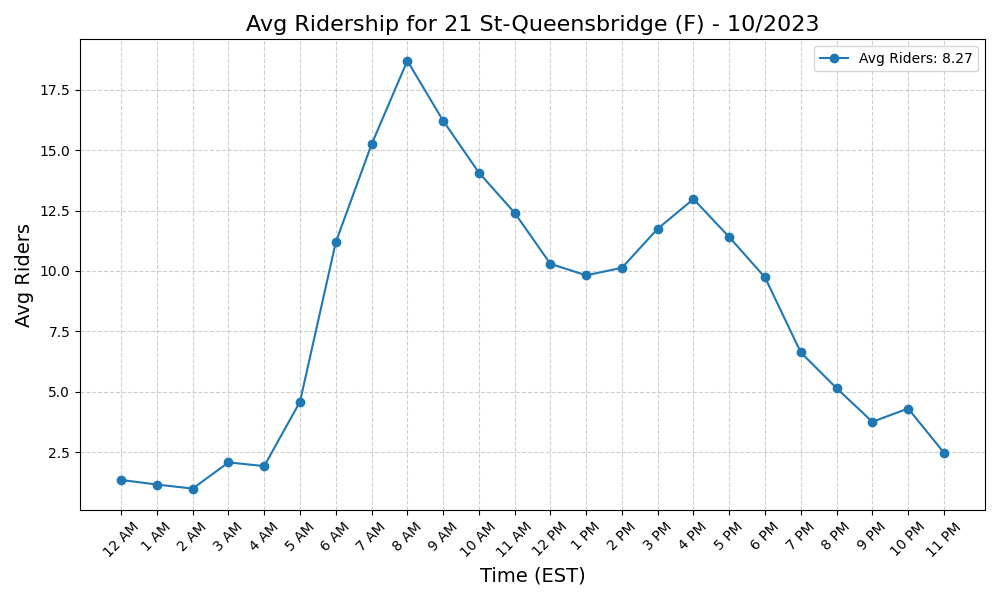 Avg Ridership for 21 St-Queensbridge (F) - 10/2023
Avg Riders: 8.27
Avg Riders
17.5
15.0
12.5
10.0
7.5
5.0
2.5
12 AM
1 AM
2 AM
3 AM
4 AM
5 AM
6 AM
7 AM
8 AM
9 AM
10 AM
11 AM
12 PM
1 PM
2 PM
3 PM
4 PM
5 PM
6 PM
7 PM
8 PM
9 PM
10 PM
11 PM
Time (EST)